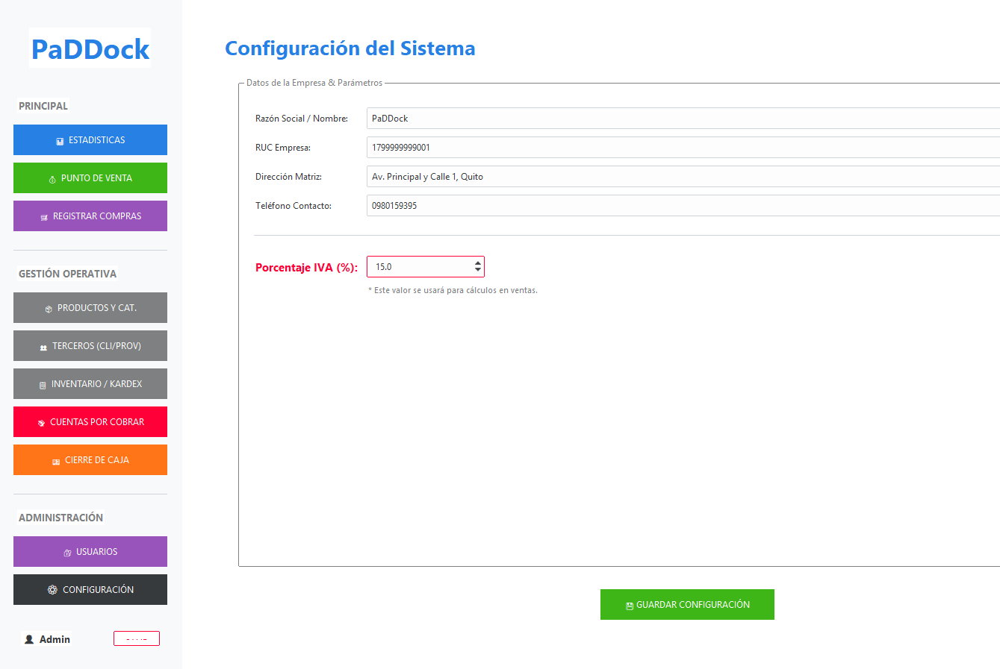 PaDDock
PRINCIPAL
ESTADISTICAS
PUNTO DE VENTA
REGISTRAR COMPRAS
GESTIÓN OPERATIVA
PRODUCTOS Y CAT.
TERCEROS (CLI/PROV)
INVENTARIO / KARDEX
CUENTAS POR COBRAR
CIERRE DE CAJA
ADMINISTRACIÓN
USUARIOS
CONFIGURACIÓN
Admin
Configuración del Sistema
Datos de la Empresa & Parámetros
Razón Social / Nombre: PaDDock
RUC Empresa: 1799999999001
Dirección Matriz: Av. Principal y Calle 1, Quito
Teléfono Contacto: 0980159395
Porcentaje IVA (%): 15.0
* Este valor se usará para cálculos en ventas.
GUARDAR CONFIGURACIÓN